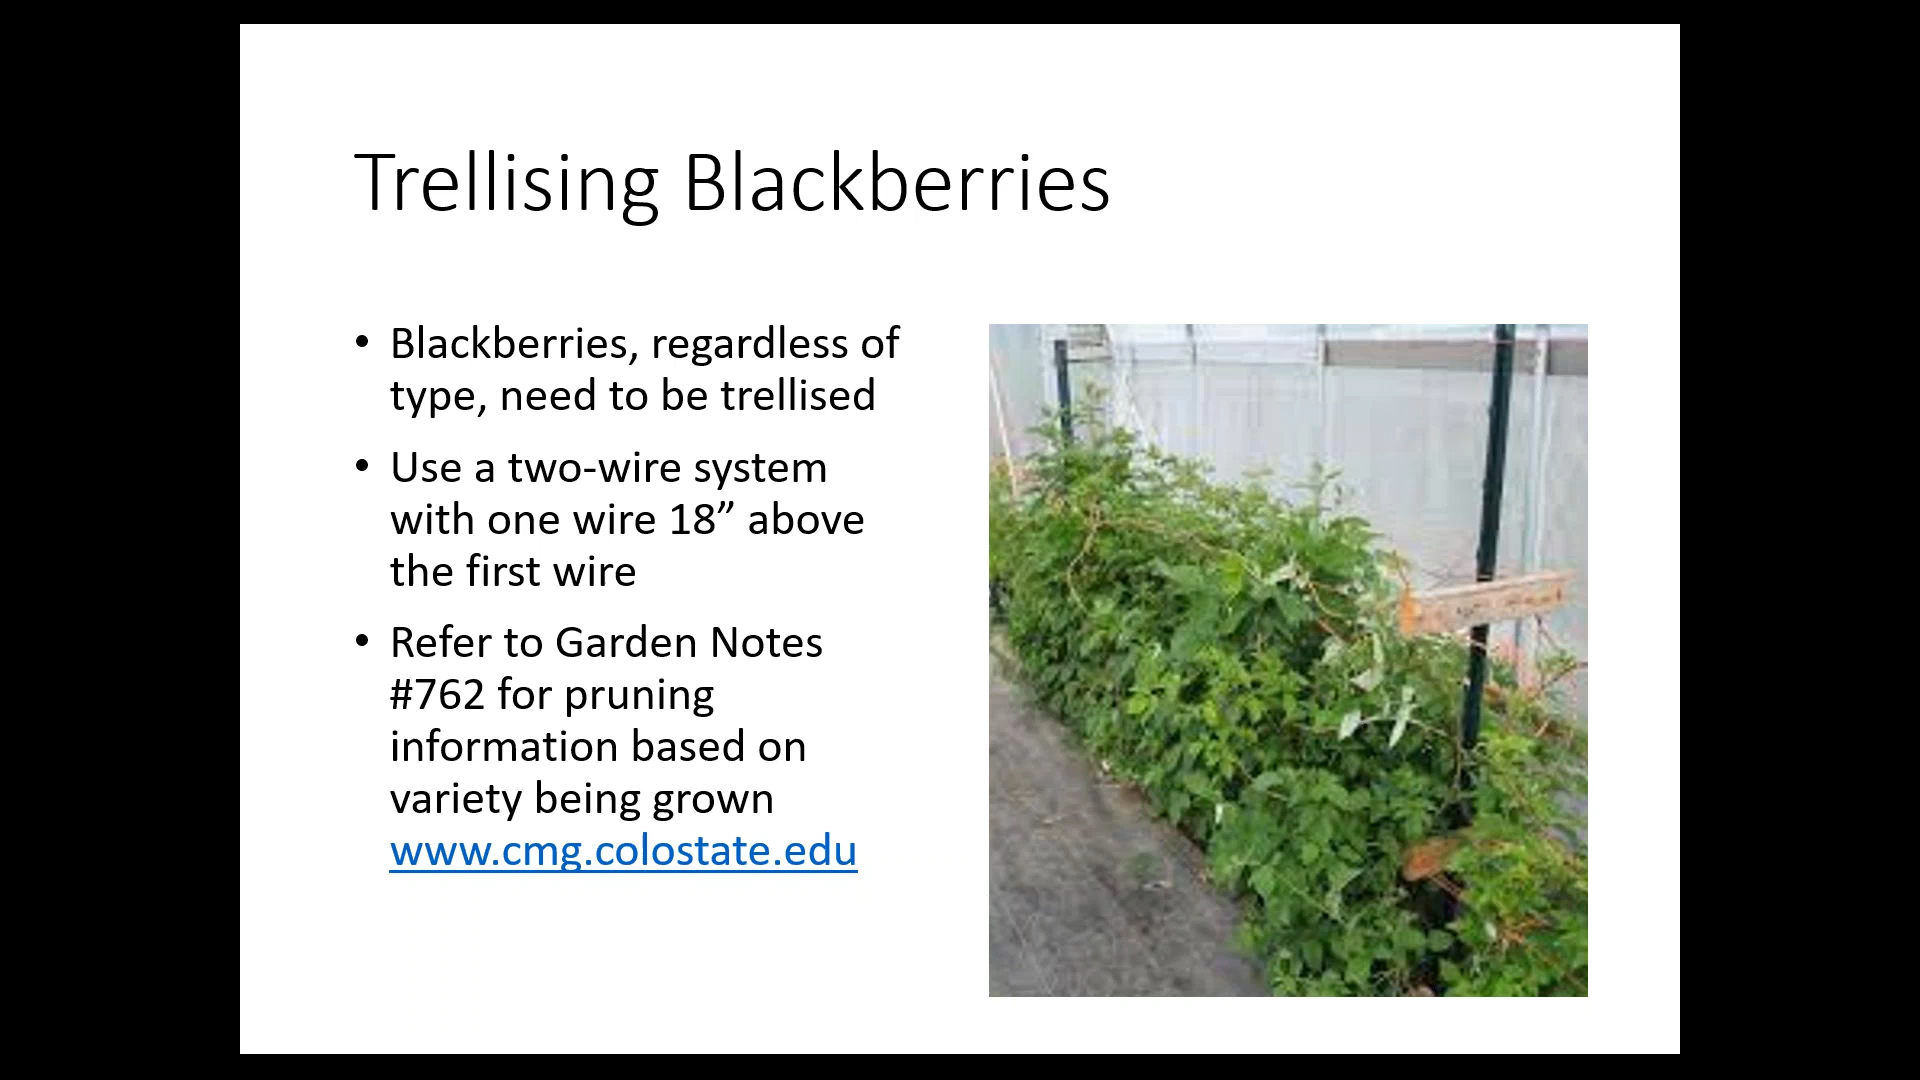 Trellising Blackberries
• Blackberries, regardless of
type, need to be trellised
• Use a two-wire system
with one wire 18” above
the first wire
• Refer to Garden Notes
#762 for pruning
information based on
variety being grown
www.cmg.colostate.edu